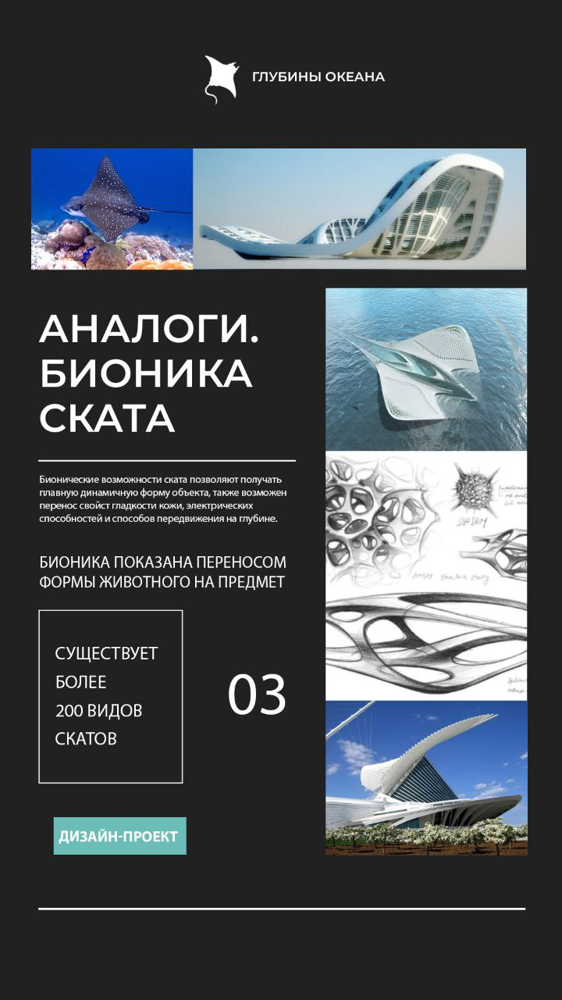 ГЛУБИНЫ ОКЕАНА
АНАЛОГИ.
БИОНИКА
СКАТА
Бионические возможности ската позволяют получать
плавную динамичную форму объекта, также возможен
перенос свойст гладкости кожи, электрических
способностей и способов передвижения на глубине.
БИОНИКА ПОКАЗАНА ПЕРЕНОСОМ
ФОРМЫ ЖИВОТНОГО НА ПРЕДМЕТ
СУЩЕСТВУЕТ
БОЛЕЕ
200 ВИДОВ
СКАТОВ
03
ДИЗАЙН-ПРОЕКТ